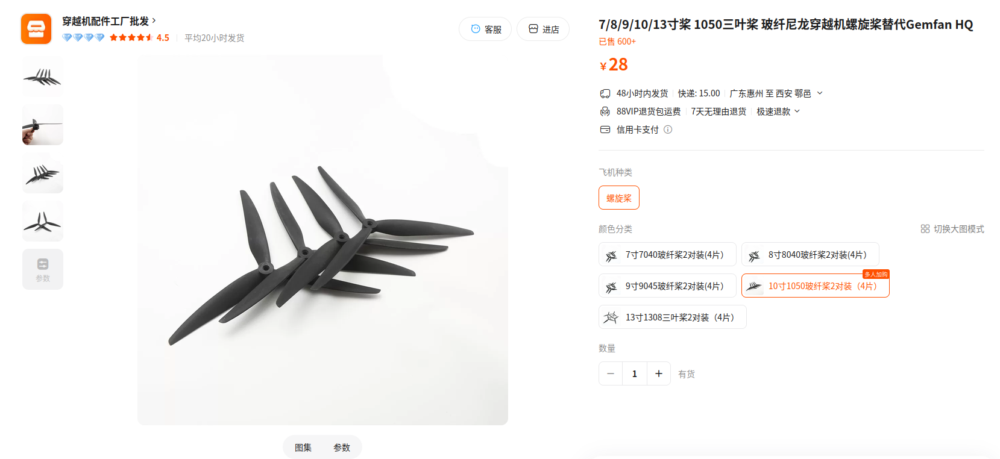 穿越机配件工厂批发
4.5 平均20小时发货
客服
进店
参数
图集 参数
7/8/9/10/13寸桨 1050三叶桨 玻纤尼龙穿越机螺旋桨替代Gemfan HQ
已售 600+
¥28
48小时内发货 快递: 15.00 广东惠州 至 西安 鄠邑
88VIP退货包运费 7天无理由退货 极速退款
信用卡支付
飞机种类
螺旋桨
颜色分类 切换大图模式
7寸7040玻纤桨2对装(4片) 8寸8040玻纤桨2对装(4片)
多人加购
9寸9045玻纤桨2对装(4片) 10寸1050玻纤桨2对装（4片）
13寸1308三叶桨2对装（4片）
数量
1 有货